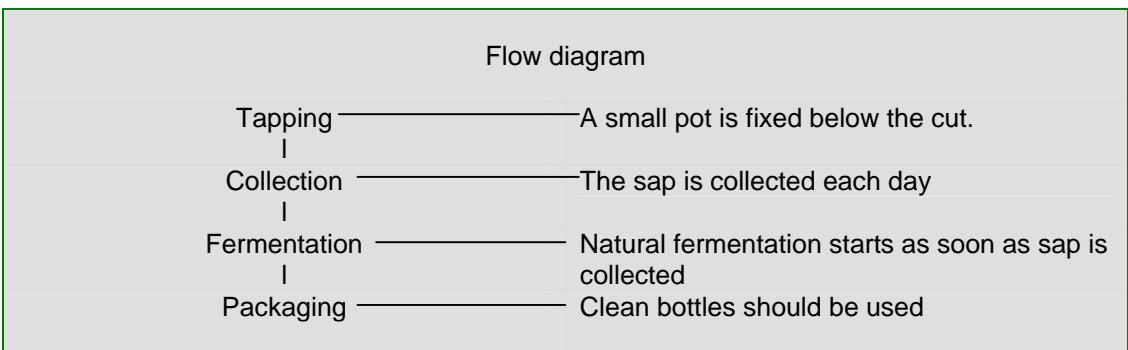 Flow diagram
Tapping A small pot is fixed below the cut.
I
Collection The sap is collected each day
I
Fermentation Natural fermentation starts as soon as sap is
I collected
Packaging Clean bottles should be used